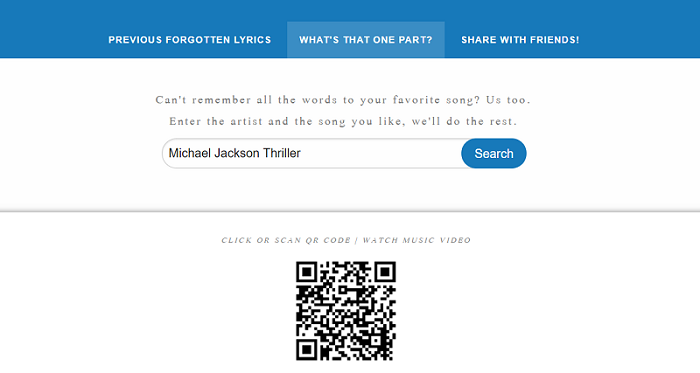 PREVIOUS FORGOTTEN LYRICS WHAT'S THAT ONE PART? SHARE WITH FRIENDS!
Can't remember all the words to your favorite song? Us too.
Enter the artist and the song you like, we'll do the rest.
Michael Jackson Thriller Search
CLICK OR SCAN QR CODE | WATCH MUSIC VIDEO